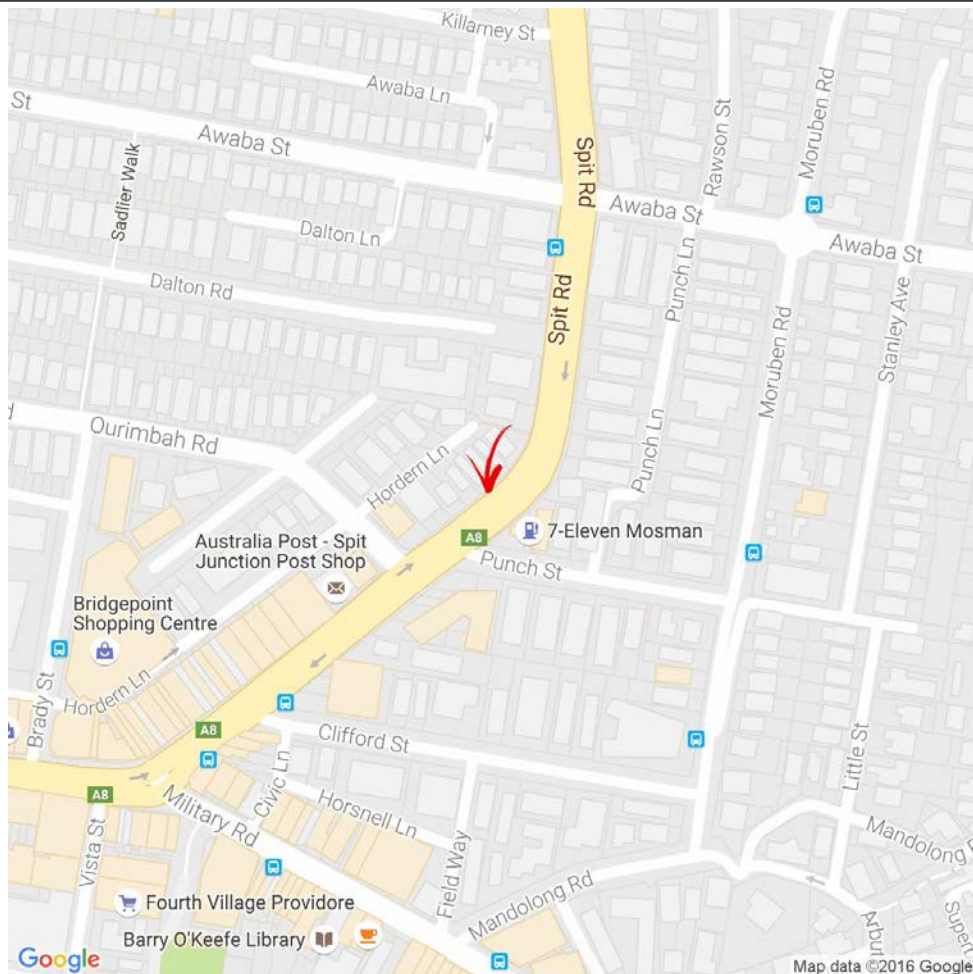 Killarney St
Awaba Ln
St
Awaba St
Spit Rd
Rawson St
Moruben Rd
Sadlier Walk
Awaba St
Awaba St
Dalton Ln
Dalton Rd
Spit Rd
Punch Ln
Moruben Rd
Stanley Ave
Ourimbah Rd
Hordern Ln
Punch Ln
A8
7-Eleven Mosman
Australia Post - Spit
Junction Post Shop
Punch St
Bridgepoint
Shopping Centre
Hordern Ln
Brady St
A8
Clifford St
Little St
A8
Civic Ln
Horsnell Ln
Military Rd
Vista St
Field Way
Mandolong Rd
Mandolong
Fourth Village Providore
Barry O'Keefe Library
Google
Map data ©2016 Google